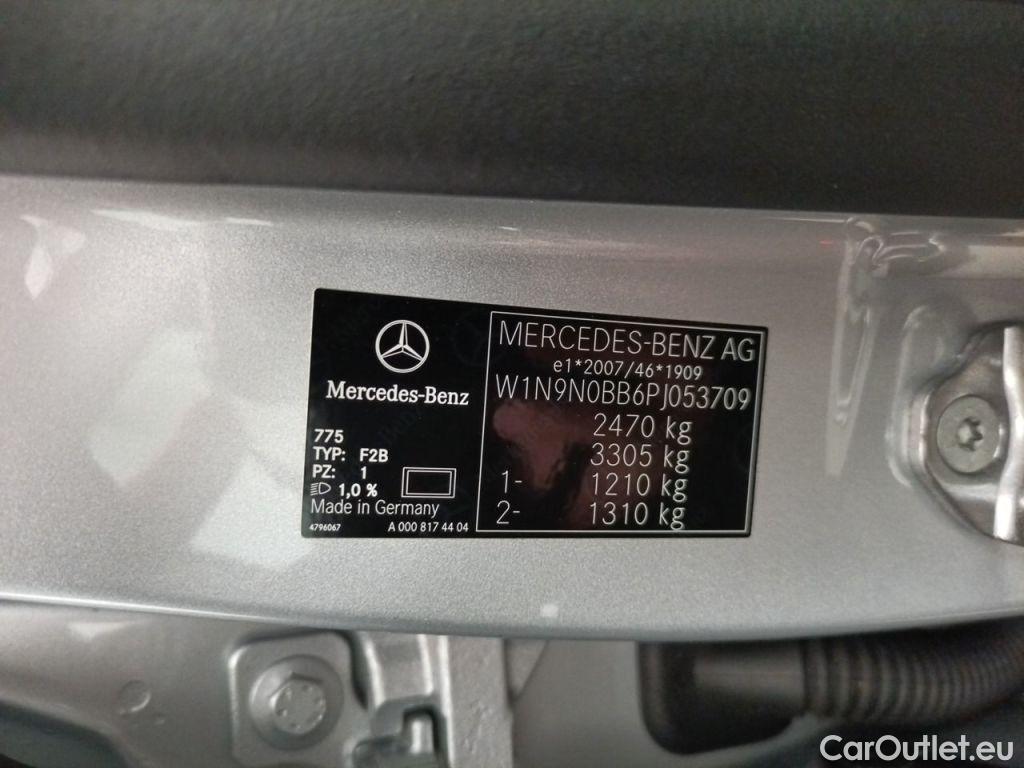 Mercedes-Benz
775
TYP: F2B
PZ: 1
1,0 %
Made in Germany
4796067 A 000 817 44 04
MERCEDES-BENZ AG
e1*2007/46*1909
W1N9N0BB6PJ053709
2470 kg
3305 kg
1- 1210 kg
2- 1310 kg
CarOutlet.eu